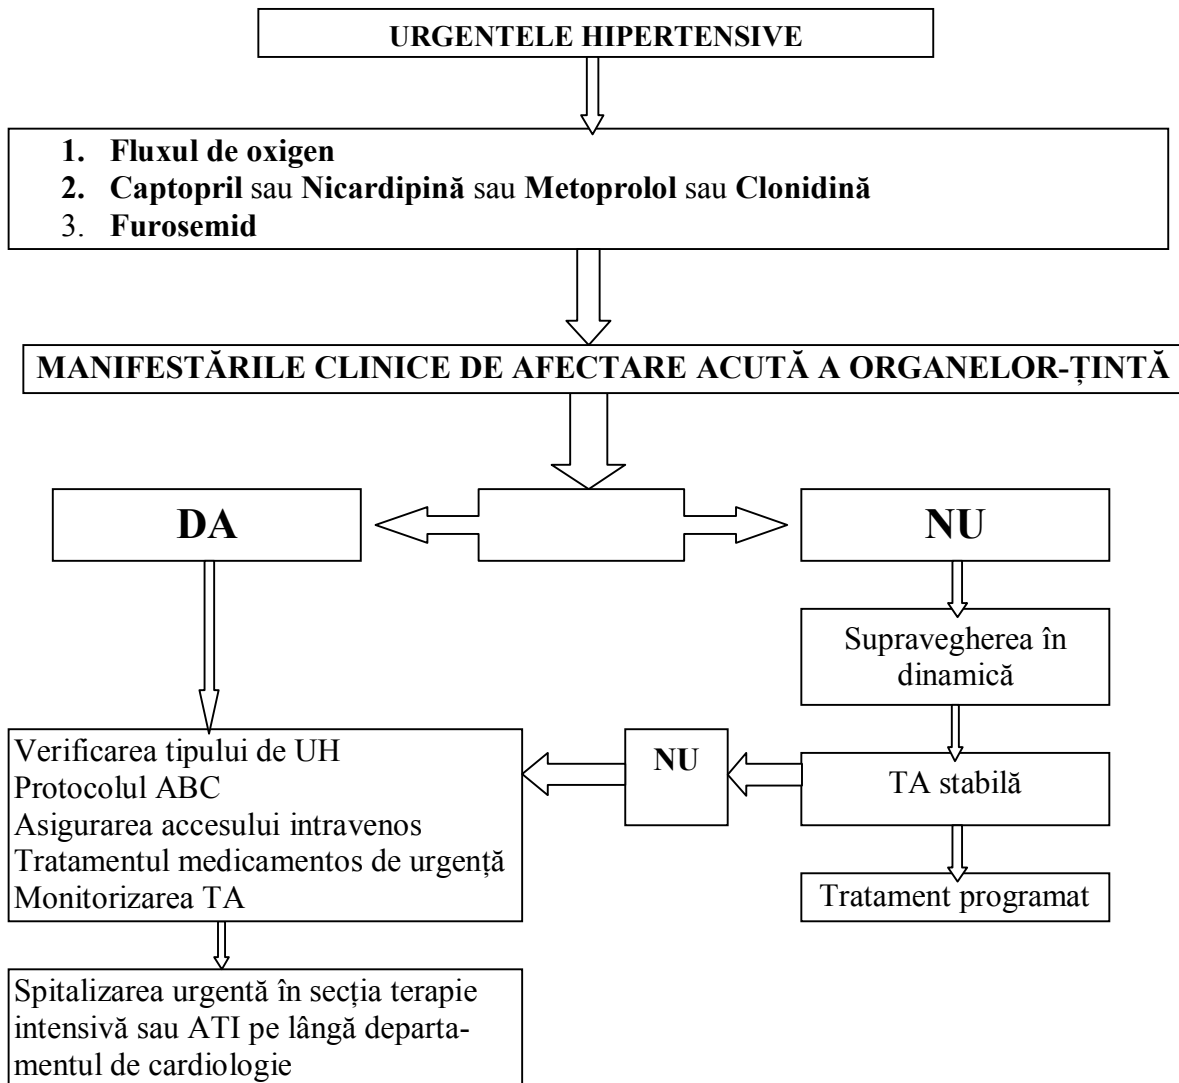 URGENTELE HIPERTENSIVE
1. Fluxul de oxigen
2. Captopril sau Nicardipină sau Metoprolol sau Clonidină
3. Furosemid
MANIFESTĂRILE CLINICE DE AFECTARE ACUTĂ A ORGANELOR-ȚINTĂ
DA
NU
Supravegherea în
dinamică
Verificarea tipului de UH
Protocolul ABC
Asigurarea accesului intravenos
Tratamentul medicamentos de urgență
Monitorizarea TA
NU
TA stabilă
Tratament programat
Spitalizarea urgentă în secția terapie
intensivă sau ATI pe lângă departa-
mentul de cardiologie